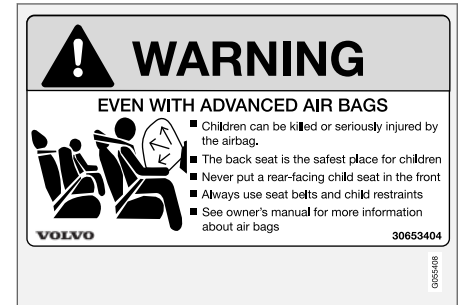 WARNING
EVEN WITH ADVANCED AIR BAGS
■ Children can be killed or seriously injured by
the airbag.
■ The back seat is the safest place for children
■ Never put a rear-facing child seat in the front
■ Always use seat belts and child restraints
■ See owner's manual for more information
about air bags
VOLVO
30653404
G055408